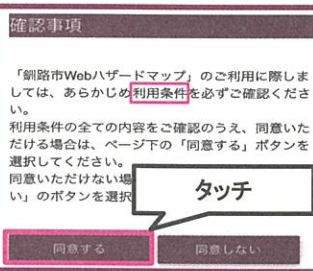 確認事項
「釧路市Webハザードマップ」のご利用に際しま
しては、あらかじめ利用条件を必ずご確認くださ
い。
利用条件の全ての内容をご確認のうえ、同意いた
だける場合は、ページ下の「同意する」ボタンを
選択してください。
同意いただけない場
い」のボタンを選択
タッチ
同意する
同意しない